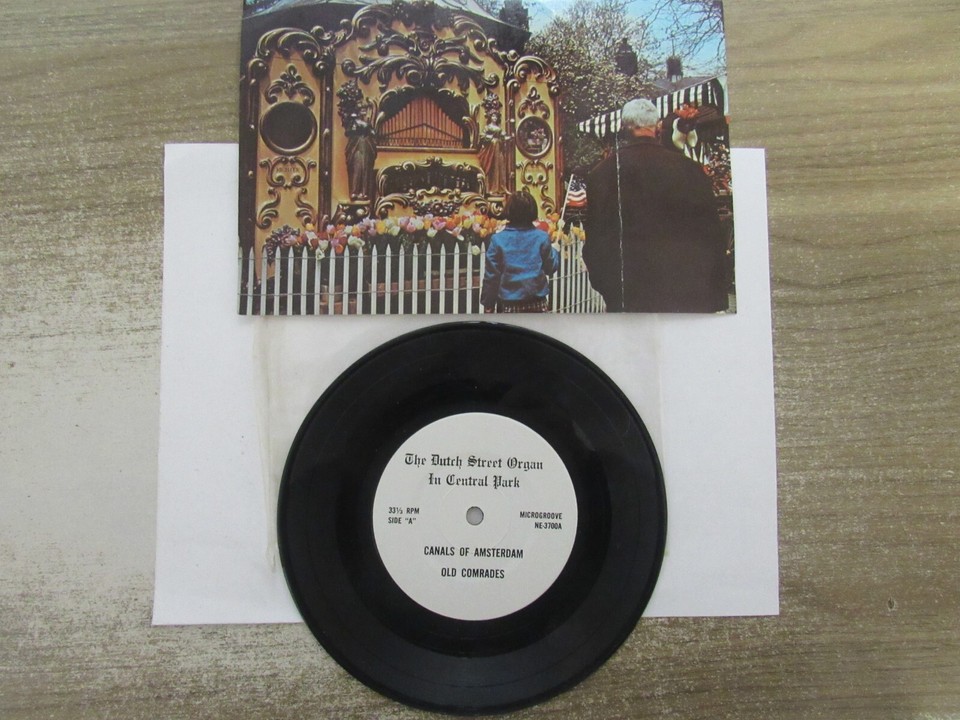 The Dutch Street Organ
In Central Park
33⅓ RPM
SIDE "A"
MICROGROOVE
NE-3700A
CANALS OF AMSTERDAM
OLD COMRADES